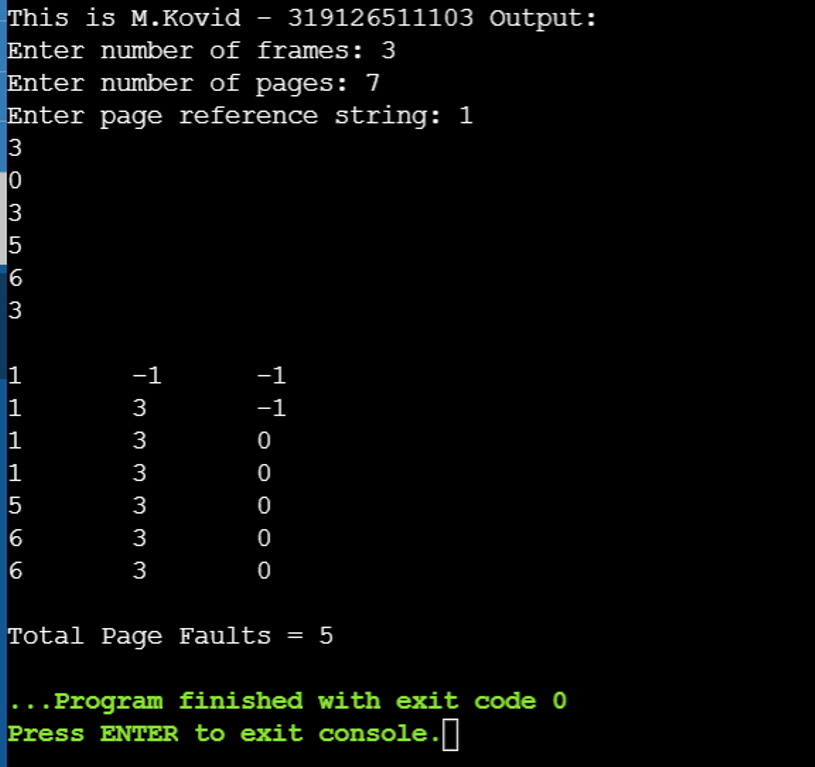 This is M.Kovid - 319126511103 Output:
Enter number of frames: 3
Enter number of pages: 7
Enter page reference string: 1
3
0
3
5
6
3
1 -1 -1
1 3 -1
1 3 0
1 3 0
5 3 0
6 3 0
6 3 0
Total Page Faults = 5
...Program finished with exit code 0
Press ENTER to exit console.